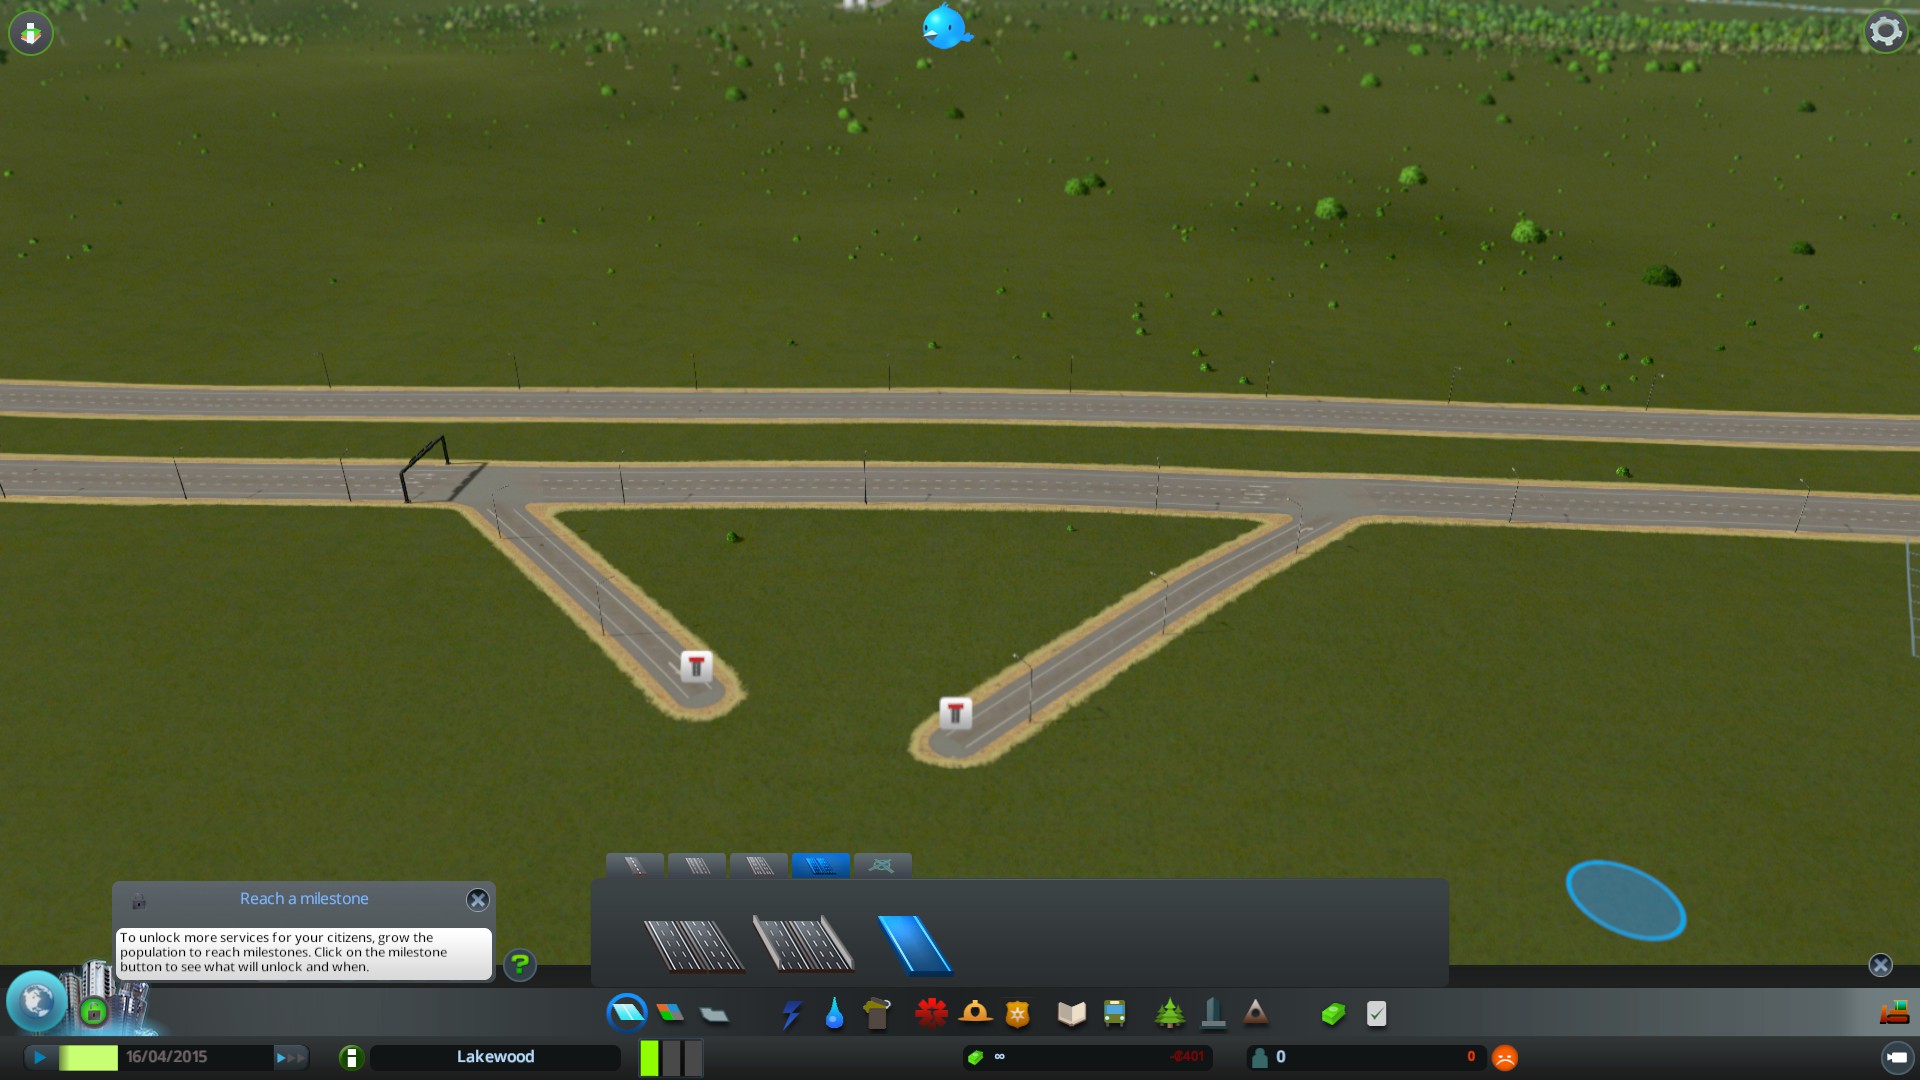 Reach a milestone
To unlock more services for your citizens, grow the
population to reach milestones. Click on the milestone
button to see what will unlock and when.
?
16/04/2015
Lakewood
∞
-₡401
0
0